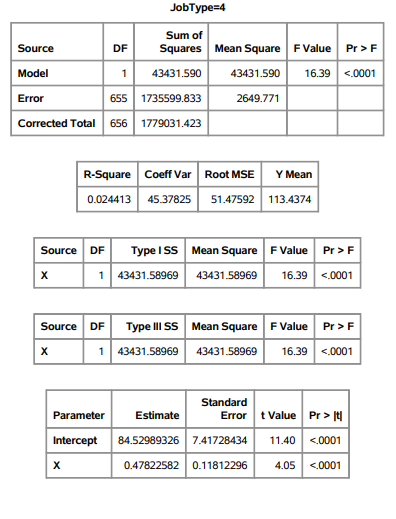 JobType=4
Source DF Sum of Squares Mean Square F Value Pr > F
Model 1 43431.590 43431.590 16.39 <.0001
Error 655 1735599.833 2649.771
Corrected Total 656 1779031.423
R-Square Coeff Var Root MSE Y Mean
0.024413 45.37825 51.47592 113.4374
Source DF Type I SS Mean Square F Value Pr > F
X 1 43431.58969 43431.58969 16.39 <.0001
Source DF Type III SS Mean Square F Value Pr > F
X 1 43431.58969 43431.58969 16.39 <.0001
Parameter Estimate Standard Error t Value Pr > |t|
Intercept 84.52989326 7.41728434 11.40 <.0001
X 0.47822582 0.11812296 4.05 <.0001